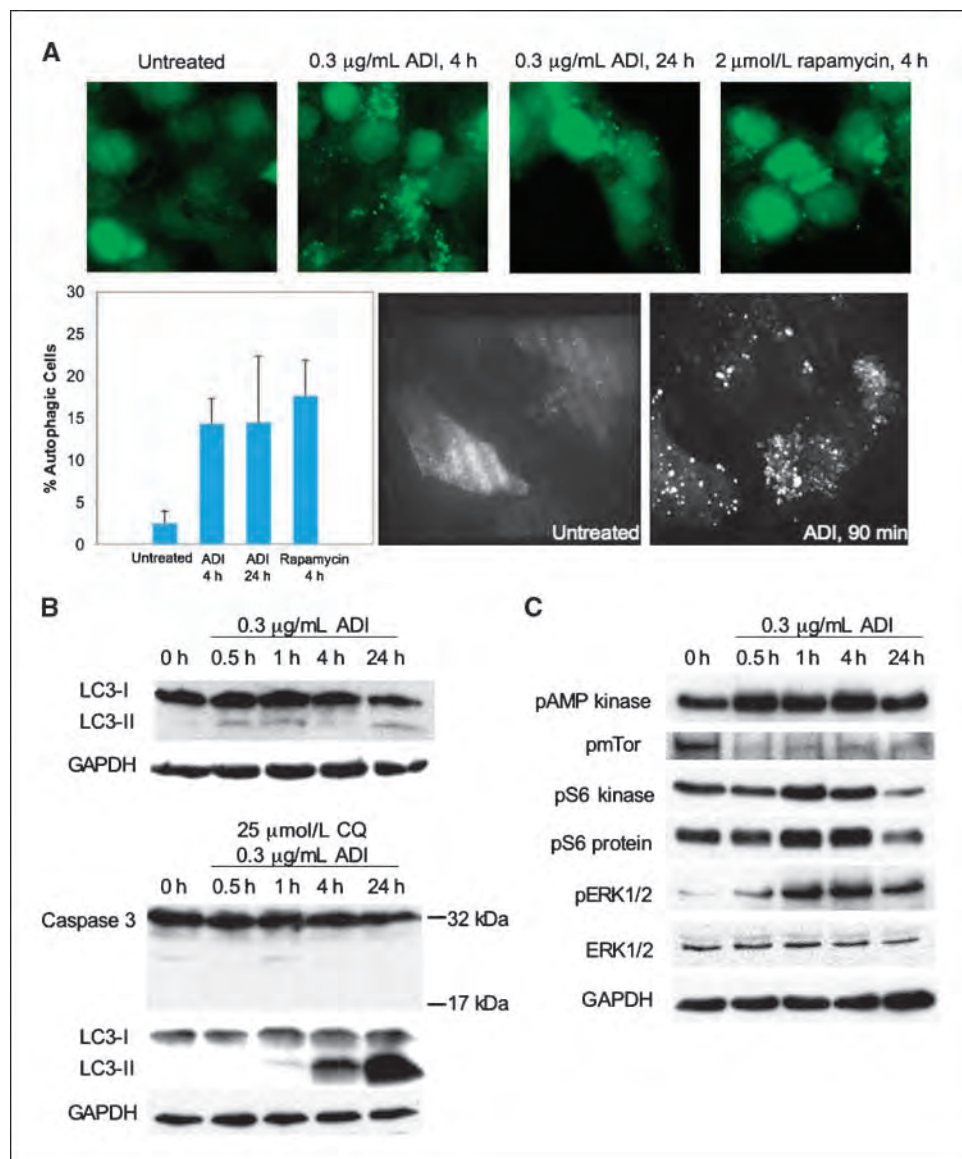 A
Untreated
0.3 μg/mL ADI, 4 h
0.3 μg/mL ADI, 24 h
2 μmol/L rapamycin, 4 h
% Autophagic Cells
30
25
20
15
10
5
0
Untreated
ADI
4 h
ADI
24 h
Rapamycin
4 h
Untreated
ADI, 90 min
B
0.3 μg/mL ADI
0 h 0.5 h 1 h 4 h 24 h
LC3-I
LC3-II
GAPDH
25 μmol/L CQ
0.3 μg/mL ADI
0 h 0.5 h 1 h 4 h 24 h
Caspase 3
32 kDa
17 kDa
LC3-I
LC3-II
GAPDH
C
0.3 μg/mL ADI
0 h 0.5 h 1 h 4 h 24 h
pAMP kinase
pmTor
pS6 kinase
pS6 protein
pERK1/2
ERK1/2
GAPDH